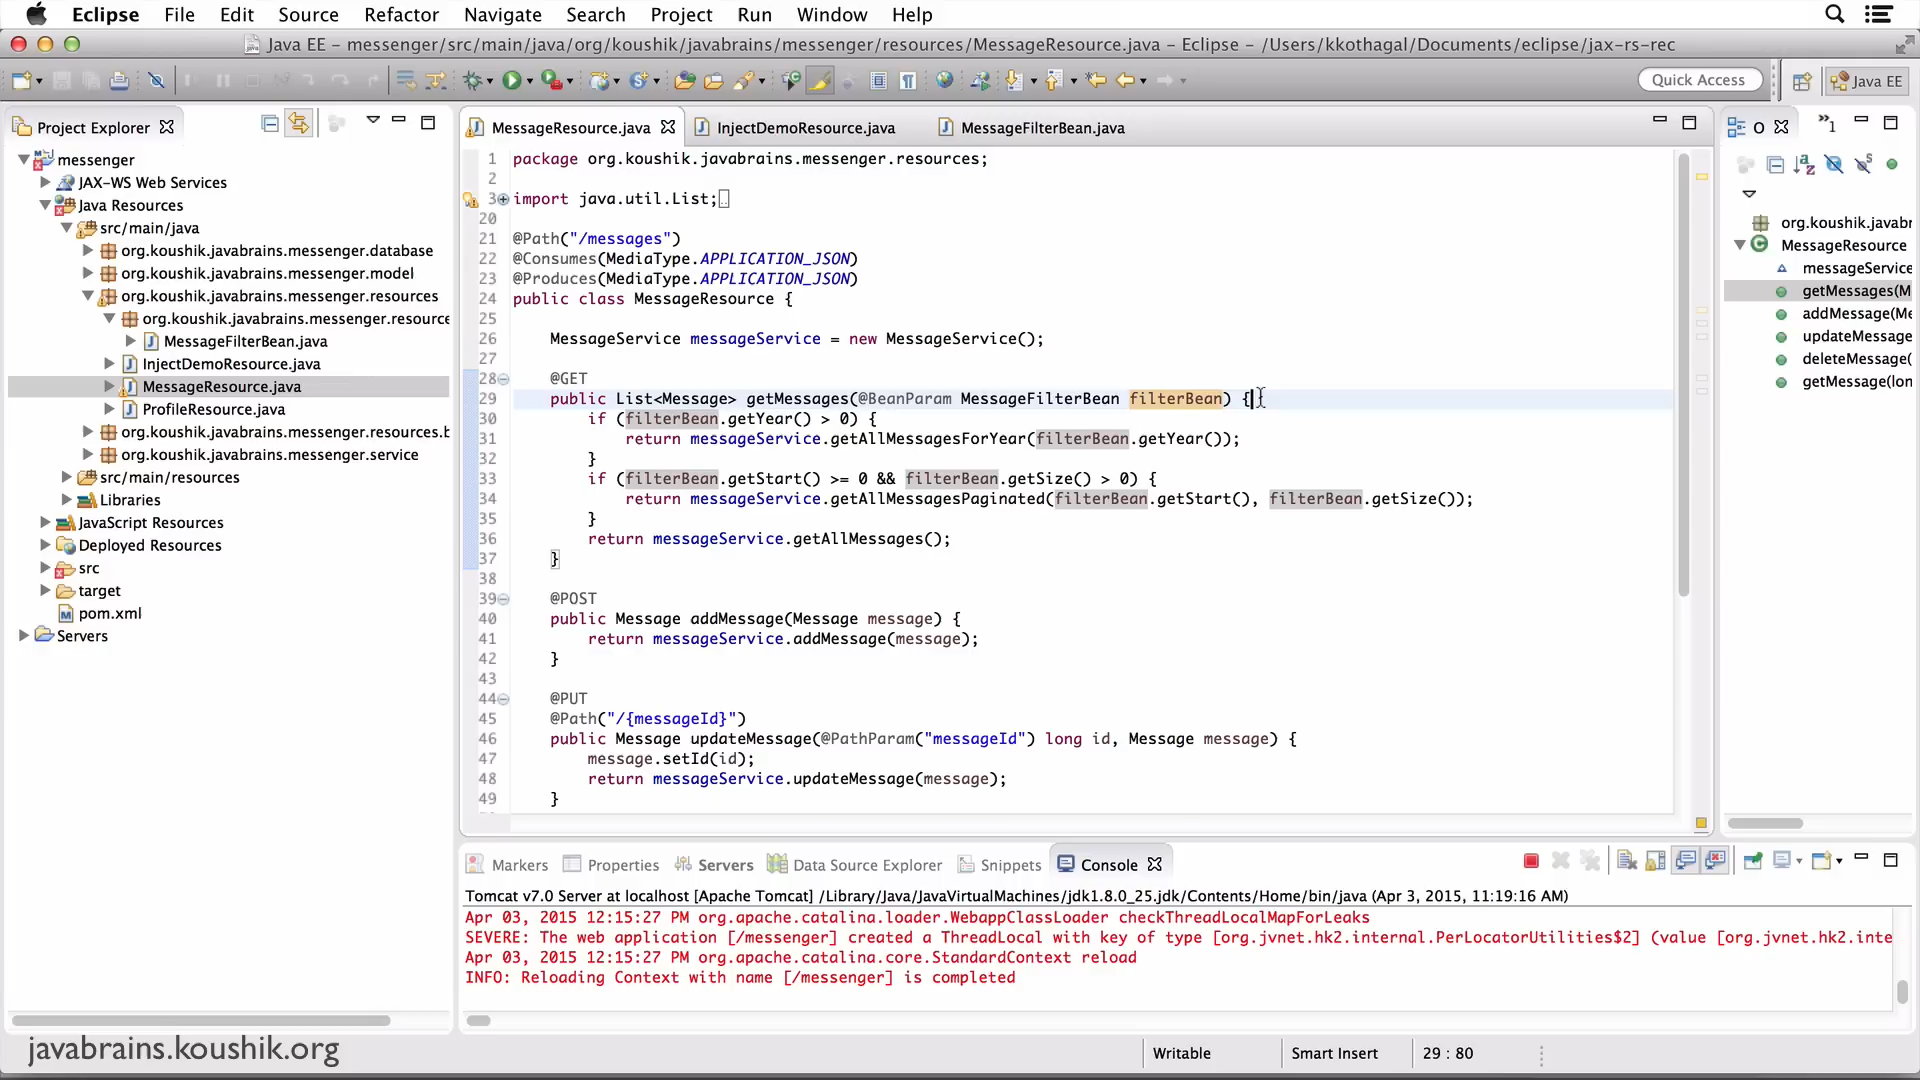 Eclipse File Edit Source Refactor Navigate Search Project Run Window Help
Java EE - messenger/src/main/java/org/koushik/javabrains/messenger/resources/MessageResource.java - Eclipse - /Users/kkothagal/Documents/eclipse/jax-rs-rec
Quick Access
Java EE
Project Explorer
messenger
JAX-WS Web Services
Java Resources
src/main/java
org.koushik.javabrains.messenger.database
org.koushik.javabrains.messenger.model
org.koushik.javabrains.messenger.resources
org.koushik.javabrains.messenger.resource
MessageFilterBean.java
InjectDemoResource.java
MessageResource.java
ProfileResource.java
org.koushik.javabrains.messenger.resources.b
org.koushik.javabrains.messenger.service
src/main/resources
Libraries
JavaScript Resources
Deployed Resources
src
target
pom.xml
Servers
MessageResource.java InjectDemoResource.java MessageFilterBean.java
1 package org.koushik.javabrains.messenger.resources;
2
3 import java.util.List;
20
21 @Path("/messages")
22 @Consumes(MediaType.APPLICATION_JSON)
23 @Produces(MediaType.APPLICATION_JSON)
24 public class MessageResource {
25
26 MessageService messageService = new MessageService();
27
28 @GET
29 public List<Message> getMessages(@BeanParam MessageFilterBean filterBean) {
30 if (filterBean.getYear() > 0) {
31 return messageService.getAllMessagesForYear(filterBean.getYear());
32 }
33 if (filterBean.getStart() >= 0 && filterBean.getSize() > 0) {
34 return messageService.getAllMessagesPaginated(filterBean.getStart(), filterBean.getSize());
35 }
36 return messageService.getAllMessages();
37 }
38
39 @POST
40 public Message addMessage(Message message) {
41 return messageService.addMessage(message);
42 }
43
44 @PUT
45 @Path("/{messageId}")
46 public Message updateMessage(@PathParam("messageId") long id, Message message) {
47 message.setId(id);
48 return messageService.updateMessage(message);
49 }
O
»1
org.koushik.javabr
MessageResource
messageService
getMessages(M
addMessage(Me
updateMessage
deleteMessage(
getMessage(lon
Markers Properties Servers Data Source Explorer Snippets Console
Tomcat v7.0 Server at localhost [Apache Tomcat] /Library/Java/JavaVirtualMachines/jdk1.8.0_25.jdk/Contents/Home/bin/java (Apr 3, 2015, 11:19:16 AM)
Apr 03, 2015 12:15:27 PM org.apache.catalina.loader.WebappClassLoader checkThreadLocalMapForLeaks
SEVERE: The web application [/messenger] created a ThreadLocal with key of type [org.jvnet.hk2.internal.PerLocatorUtilities$2] (value [org.jvnet.hk2.inte
Apr 03, 2015 12:15:27 PM org.apache.catalina.core.StandardContext reload
INFO: Reloading Context with name [/messenger] is completed
javabrains.koushik.org
Writable Smart Insert 29 : 80